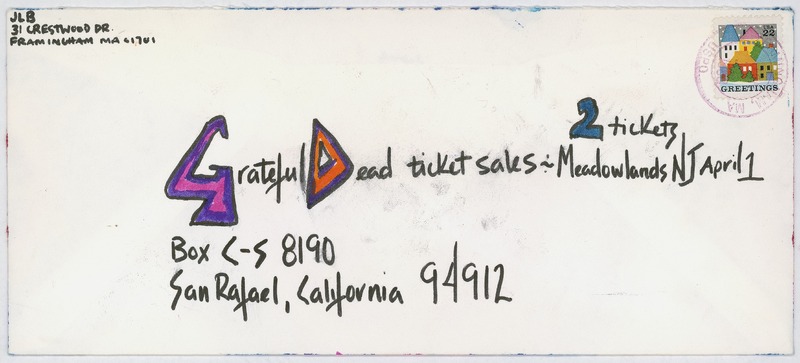 JLB
31 CRESTWOOD DR.
FRAMINGHAM MA 01701
USA
22
GREETINGS
2 tickets
Grateful Dead ticket sales ÷ Meadowlands NJ April 1
Box C-S 8190
San Rafael, California 94912